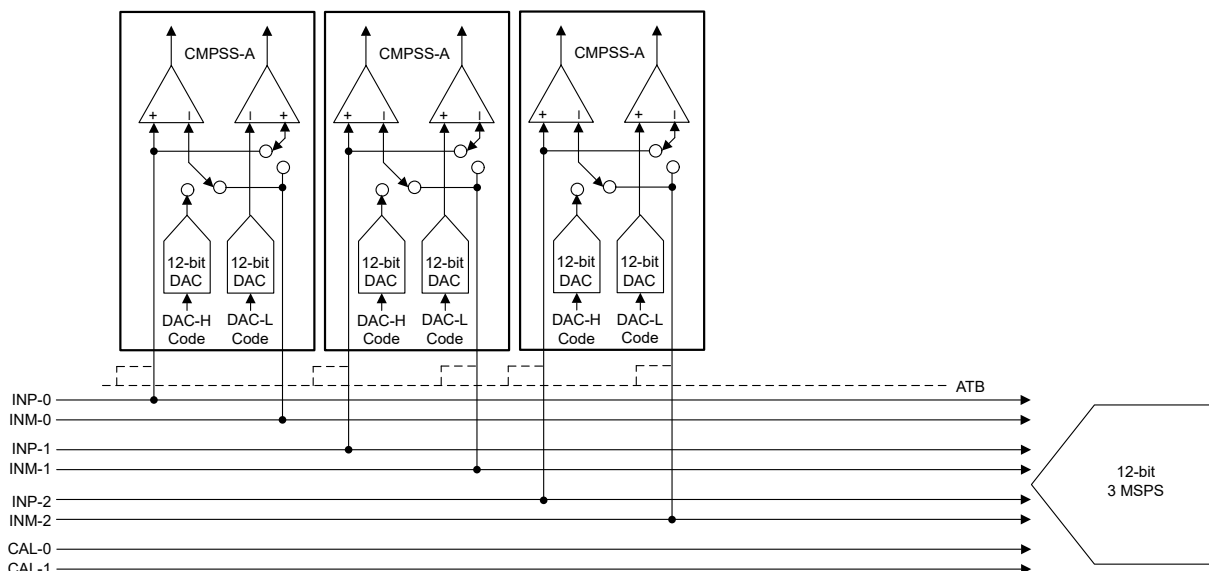 CMPSS-A
CMPSS-A
CMPSS-A
+ – – +
+ – + –
+ – + –
12-bit DAC
12-bit DAC
12-bit DAC
12-bit DAC
12-bit DAC
12-bit DAC
DAC-H Code
DAC-L Code
DAC-H Code
DAC-L Code
DAC-H Code
DAC-L Code
ATB
INP-0
INM-0
INP-1
INM-1
INP-2
INM-2
CAL-0
CAL-1
12-bit
3 MSPS